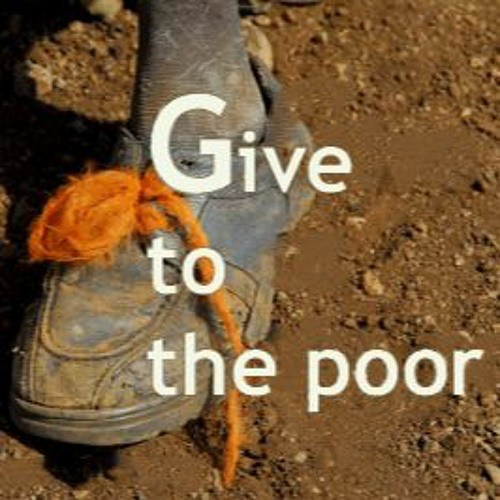 Give
to
the poor